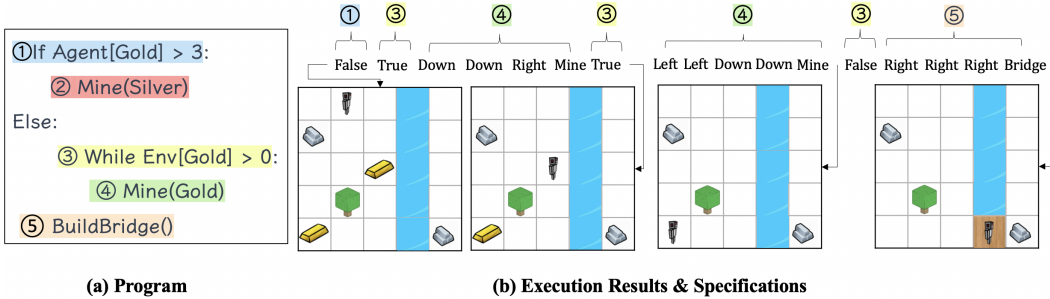 ① ③ ④ ③ ④ ③ ⑤
False True Down Down Right Mine True Left Left Down Down Mine False Right Right Right Bridge
①If Agent[Gold] > 3:
② Mine(Silver)
Else:
③ While Env[Gold] > 0:
④ Mine(Gold)
⑤ BuildBridge()
(a) Program
(b) Execution Results & Specifications